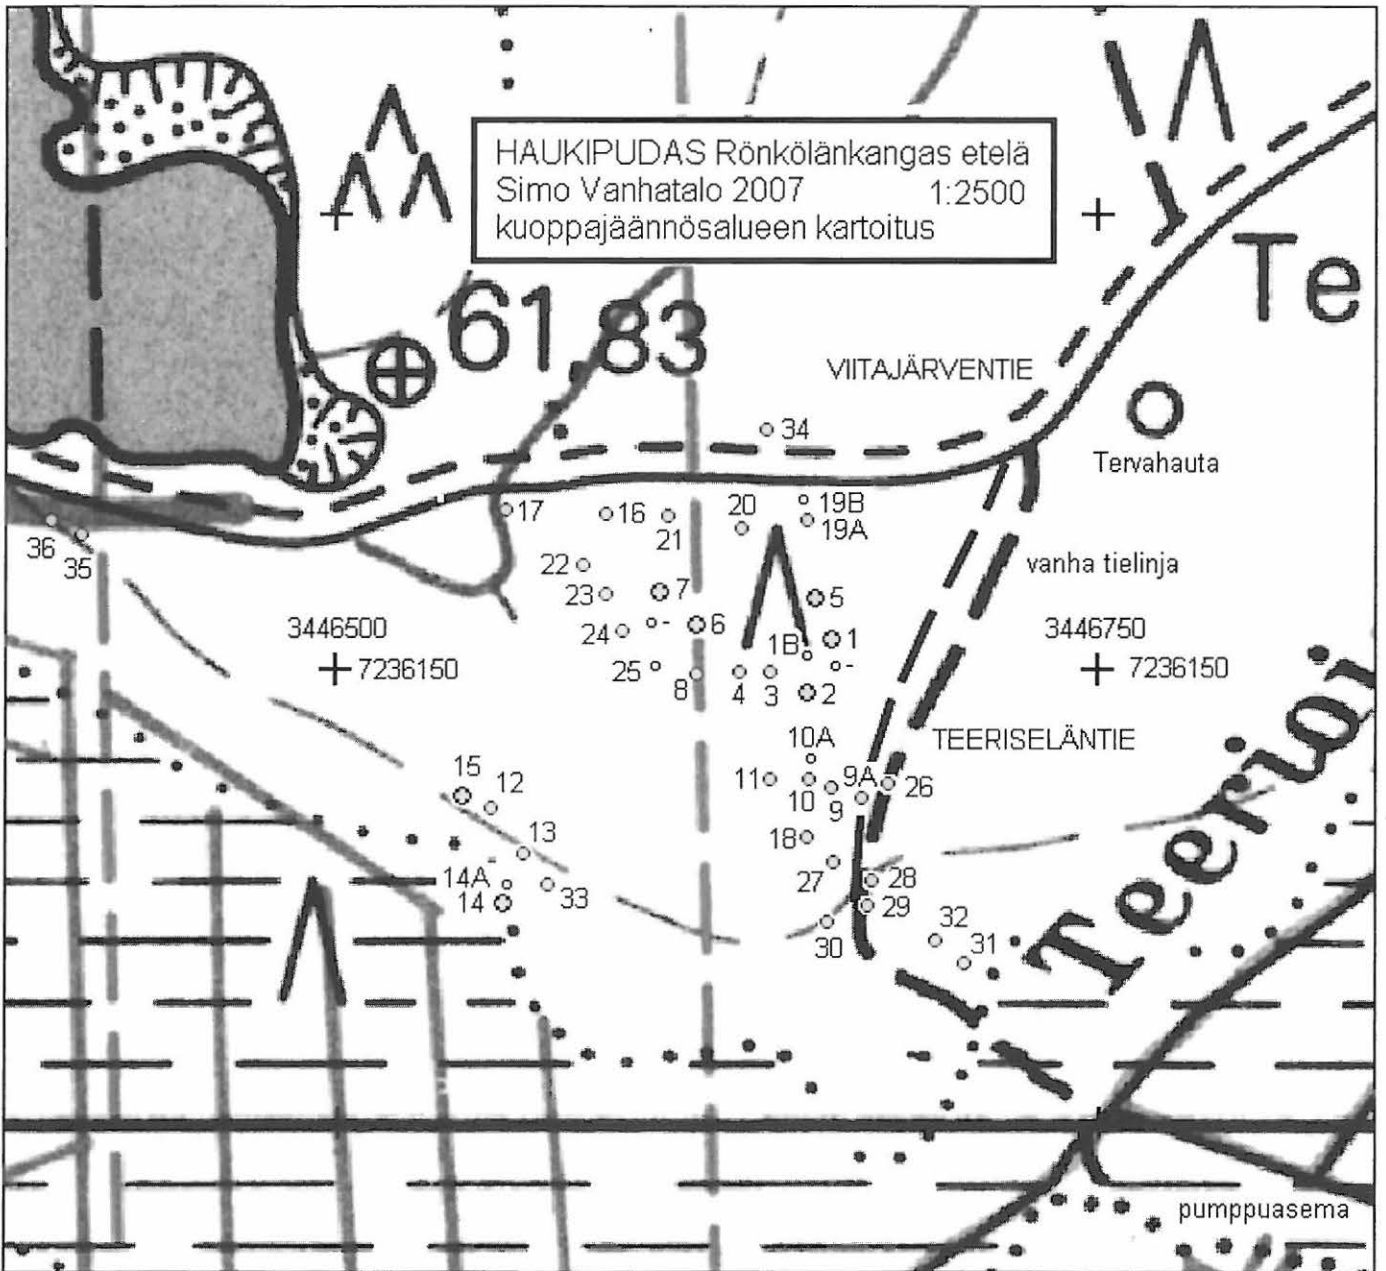 HAUKIPUDAS Rönkölänkangas etelä
Simo Vanhatalo 2007 1:2500
kuoppajäännösalueen kartoitus
Te
61,83
VIITAJÄRVENTIE
34
Tervahauta
17
16
21
20
19B
19A
36
35
22
23
7
5
vanha tielinja
24
-
6
1B
1
3446500
7236150
3446750
7236150
25
8
4
3
-
2
TEERISELÄNTIE
10A
15
12
11
10
9A
9
26
13
18
14A
14
33
27
28
29
30
32
31
Teerioj
pumppuasema